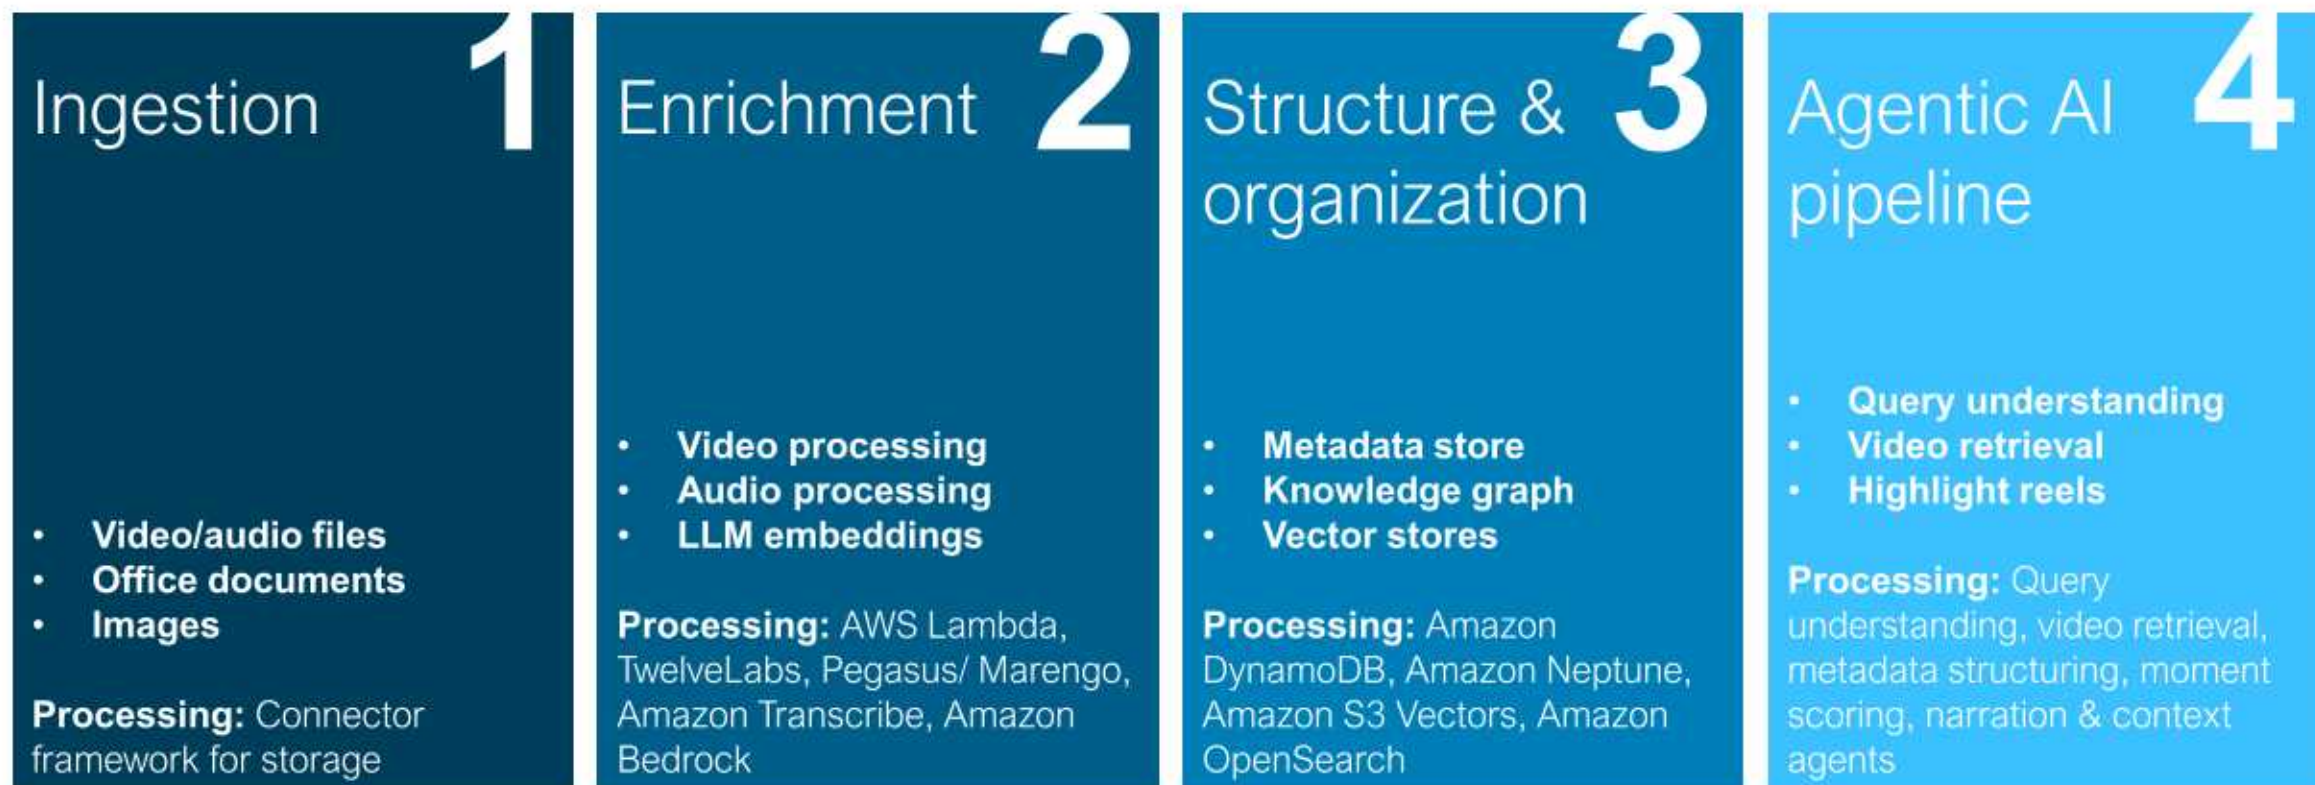 Ingestion
1
• Video/audio files
• Office documents
• Images
Processing: Connector
framework for storage
Enrichment
2
• Video processing
• Audio processing
• LLM embeddings
Processing: AWS Lambda,
TwelveLabs, Pegasus/ Marengo,
Amazon Transcribe, Amazon
Bedrock
Structure &
organization
3
• Metadata store
• Knowledge graph
• Vector stores
Processing: Amazon
DynamoDB, Amazon Neptune,
Amazon S3 Vectors, Amazon
OpenSearch
Agentic AI
pipeline
4
• Query understanding
• Video retrieval
• Highlight reels
Processing: Query
understanding, video retrieval,
metadata structuring, moment
scoring, narration & context
agents